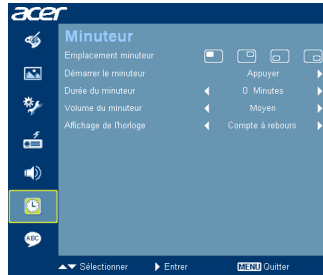 acer
Minuteur
Emplacement minuteur
Démarrer le minuteur Appuyer
Durée du minuteur 0 Minutes
Volume du minuteur Moyen
Affichage de l'horloge Compte à rebours
ABC
Sélectionner Entrer MENU Quitter